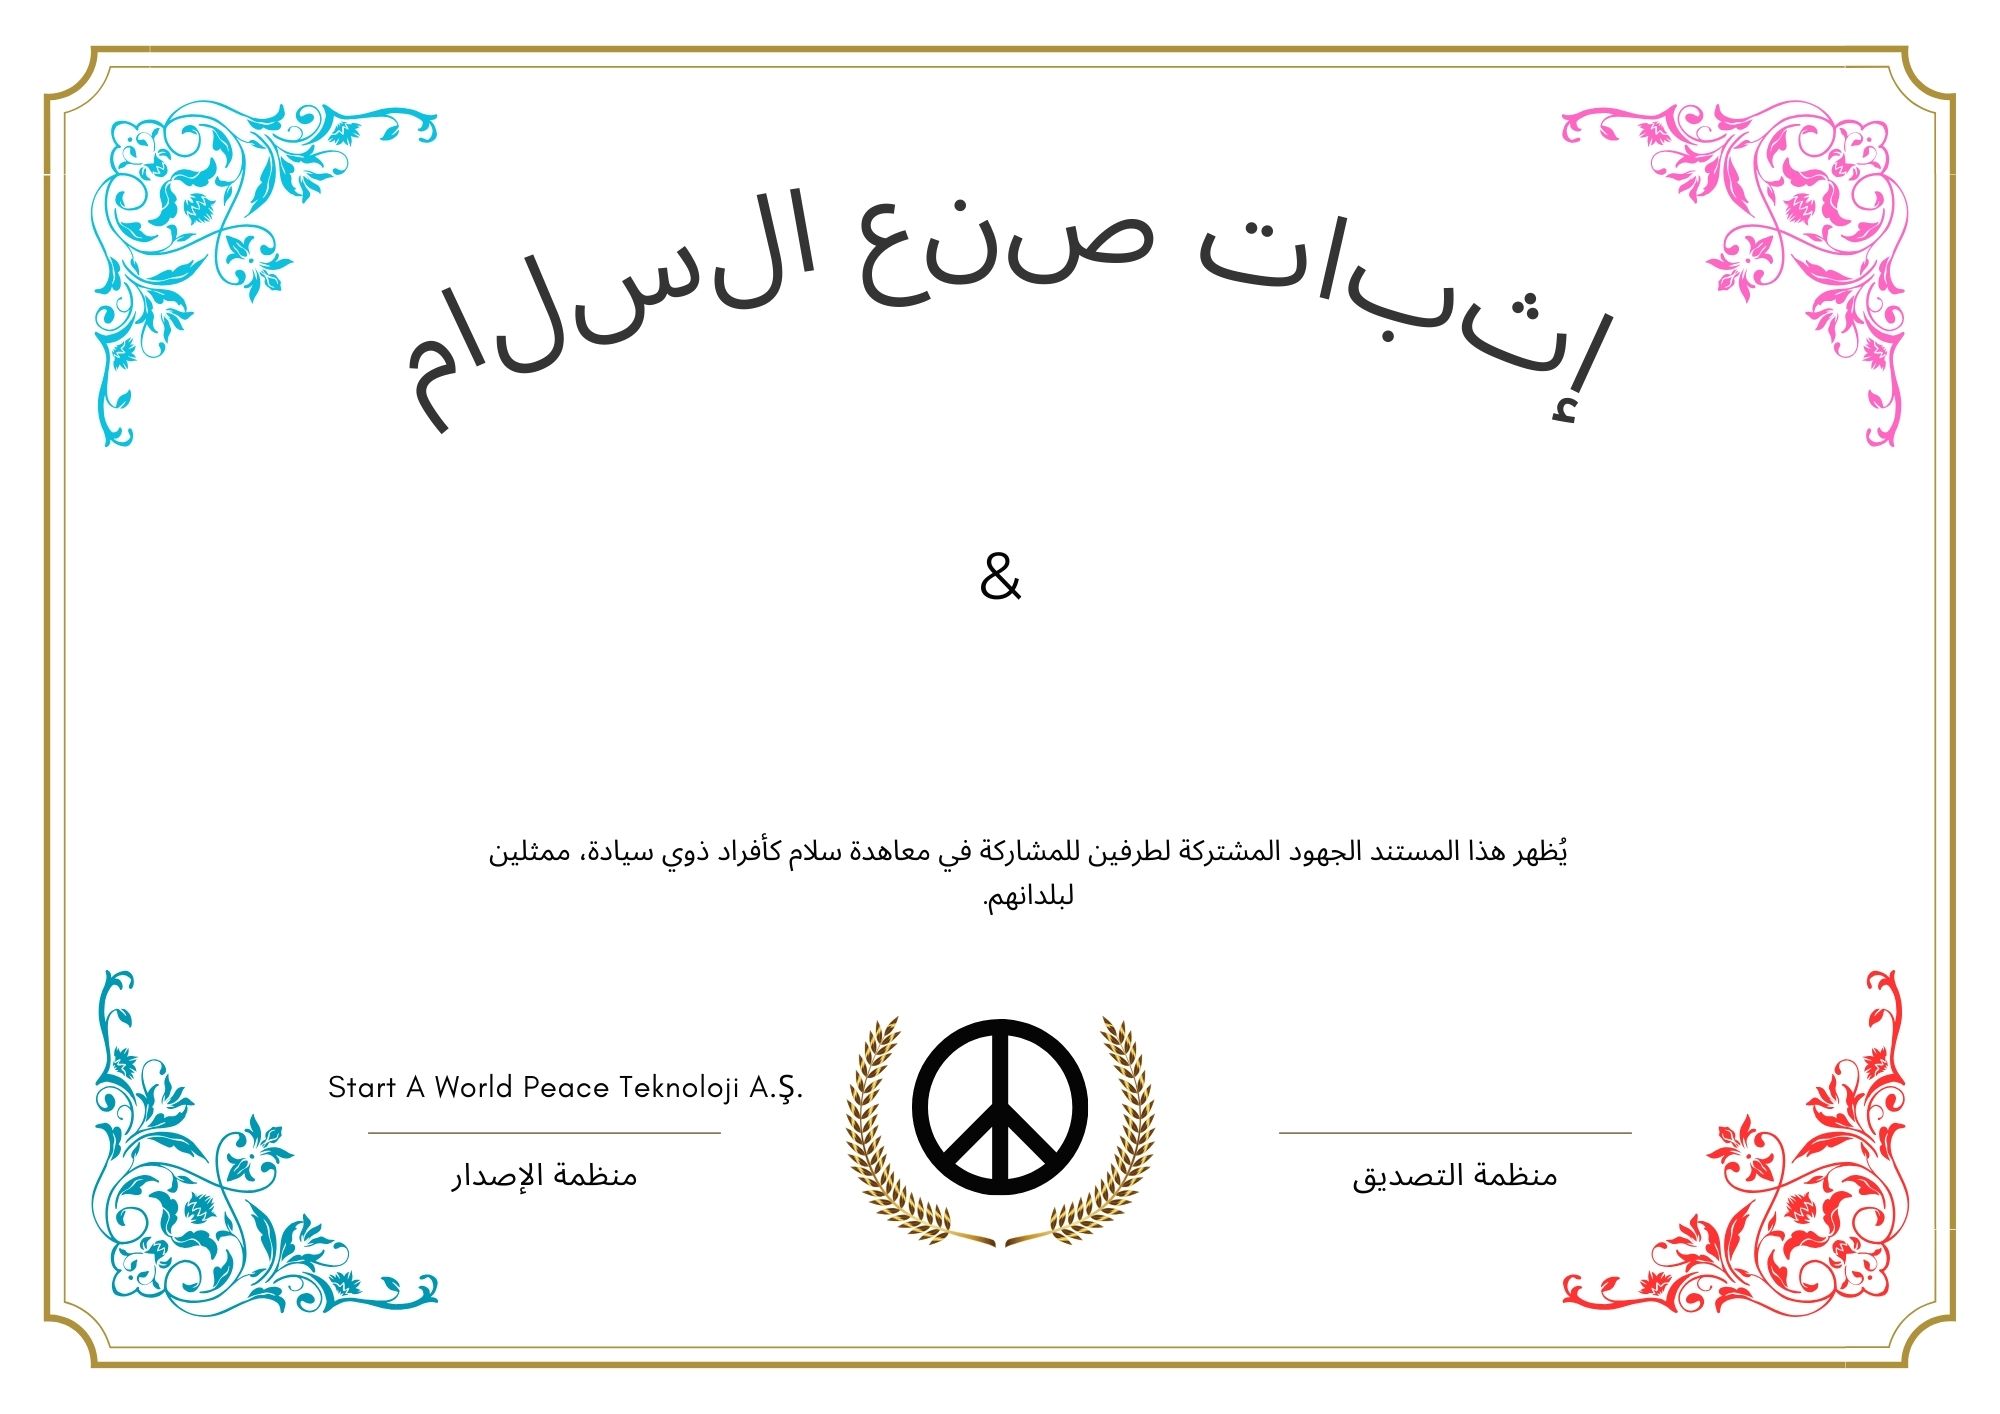 إثبات صنع السلام
&
يُظهر هذا المستند الجهود المشتركة لطرفين للمشاركة في معاهدة سلام كأفراد ذوي سيادة، ممثلين
لبلدانهم.
Start A World Peace Teknoloji A.Ş.
منظمة الإصدار
منظمة التصديق